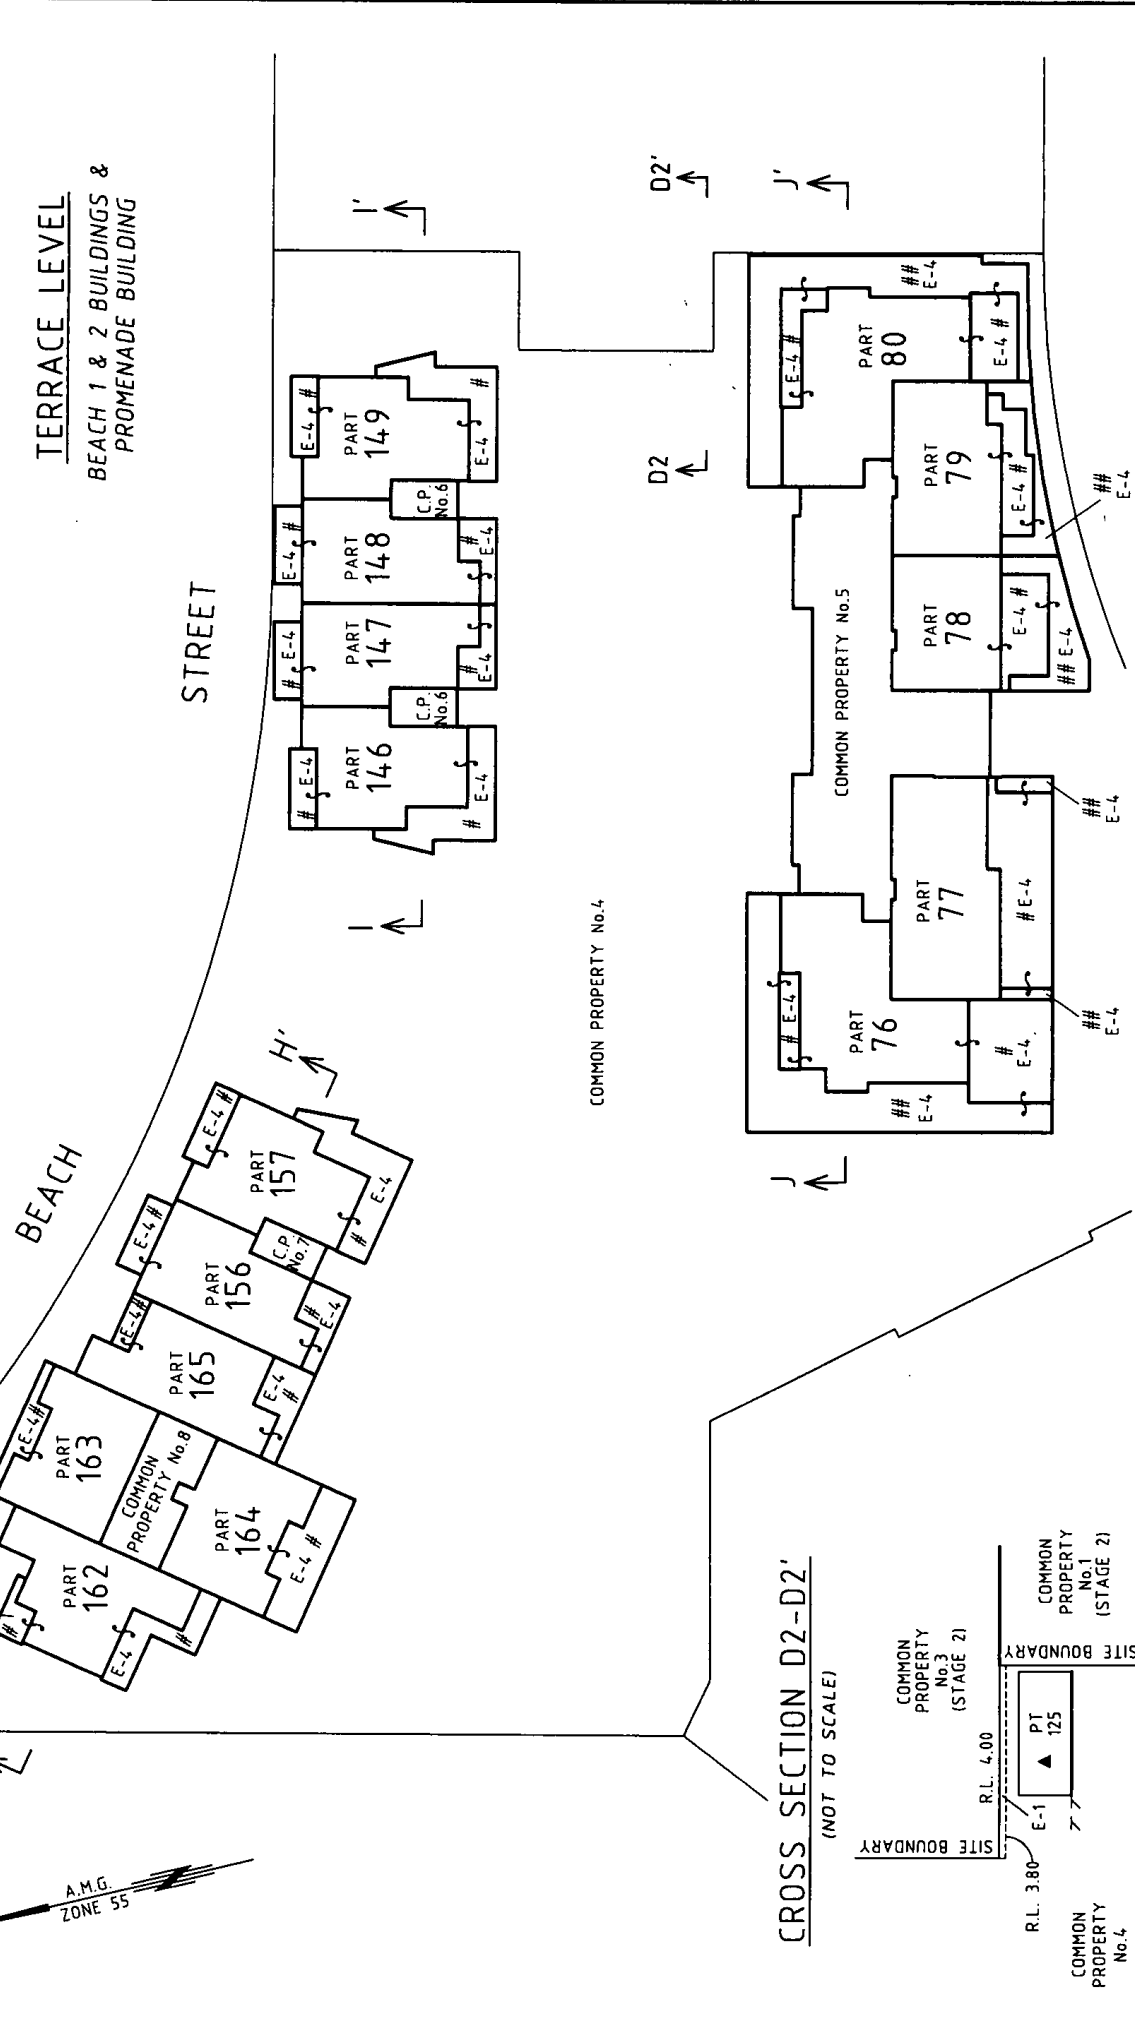 TERRACE LEVEL
BEACH 1 & 2 BUILDINGS &
PROMENADE BUILDING
BEACH
STREET
I'
I
H'
D2'
D2
J'
J
E-4 #
PART
149
#
E-4
C.P.
No.6
E-4 #
PART
148
#
E-4
# E-4
PART
147
#
E-4
C.P.
No.6
# E-4
PART
146
#
E-4
E-4 #
PART
157
E-4
#
C.P.
No.7
E-4 #
PART
156
#
E-4
E-4 #
PART
165
E-4
#
E-4 #
PART
163
COMMON
PROPERTY No.8
PART
164
E-4 #
PART
162
#
E-4
#
COMMON PROPERTY No.4
COMMON PROPERTY No.5
##
E-4
E-4 #
PART
80
E-4 #
PART
79
E-4 #
##
E-4
PART
78
E-4 #
## E-4
##
E-4
PART
77
# E-4
##
E-4
# E-4
PART
76
#
E-4
##
E-4
A.M.G.
ZONE 55
CROSS SECTION D2-D2'
(NOT TO SCALE)
COMMON
PROPERTY
No.3
(STAGE 2)
COMMON
PROPERTY
No.1
(STAGE 2)
SITE BOUNDARY
SITE BOUNDARY
R.L. 4.00
E-1
R.L. 3.80
PT
125
COMMON
PROPERTY
No.4